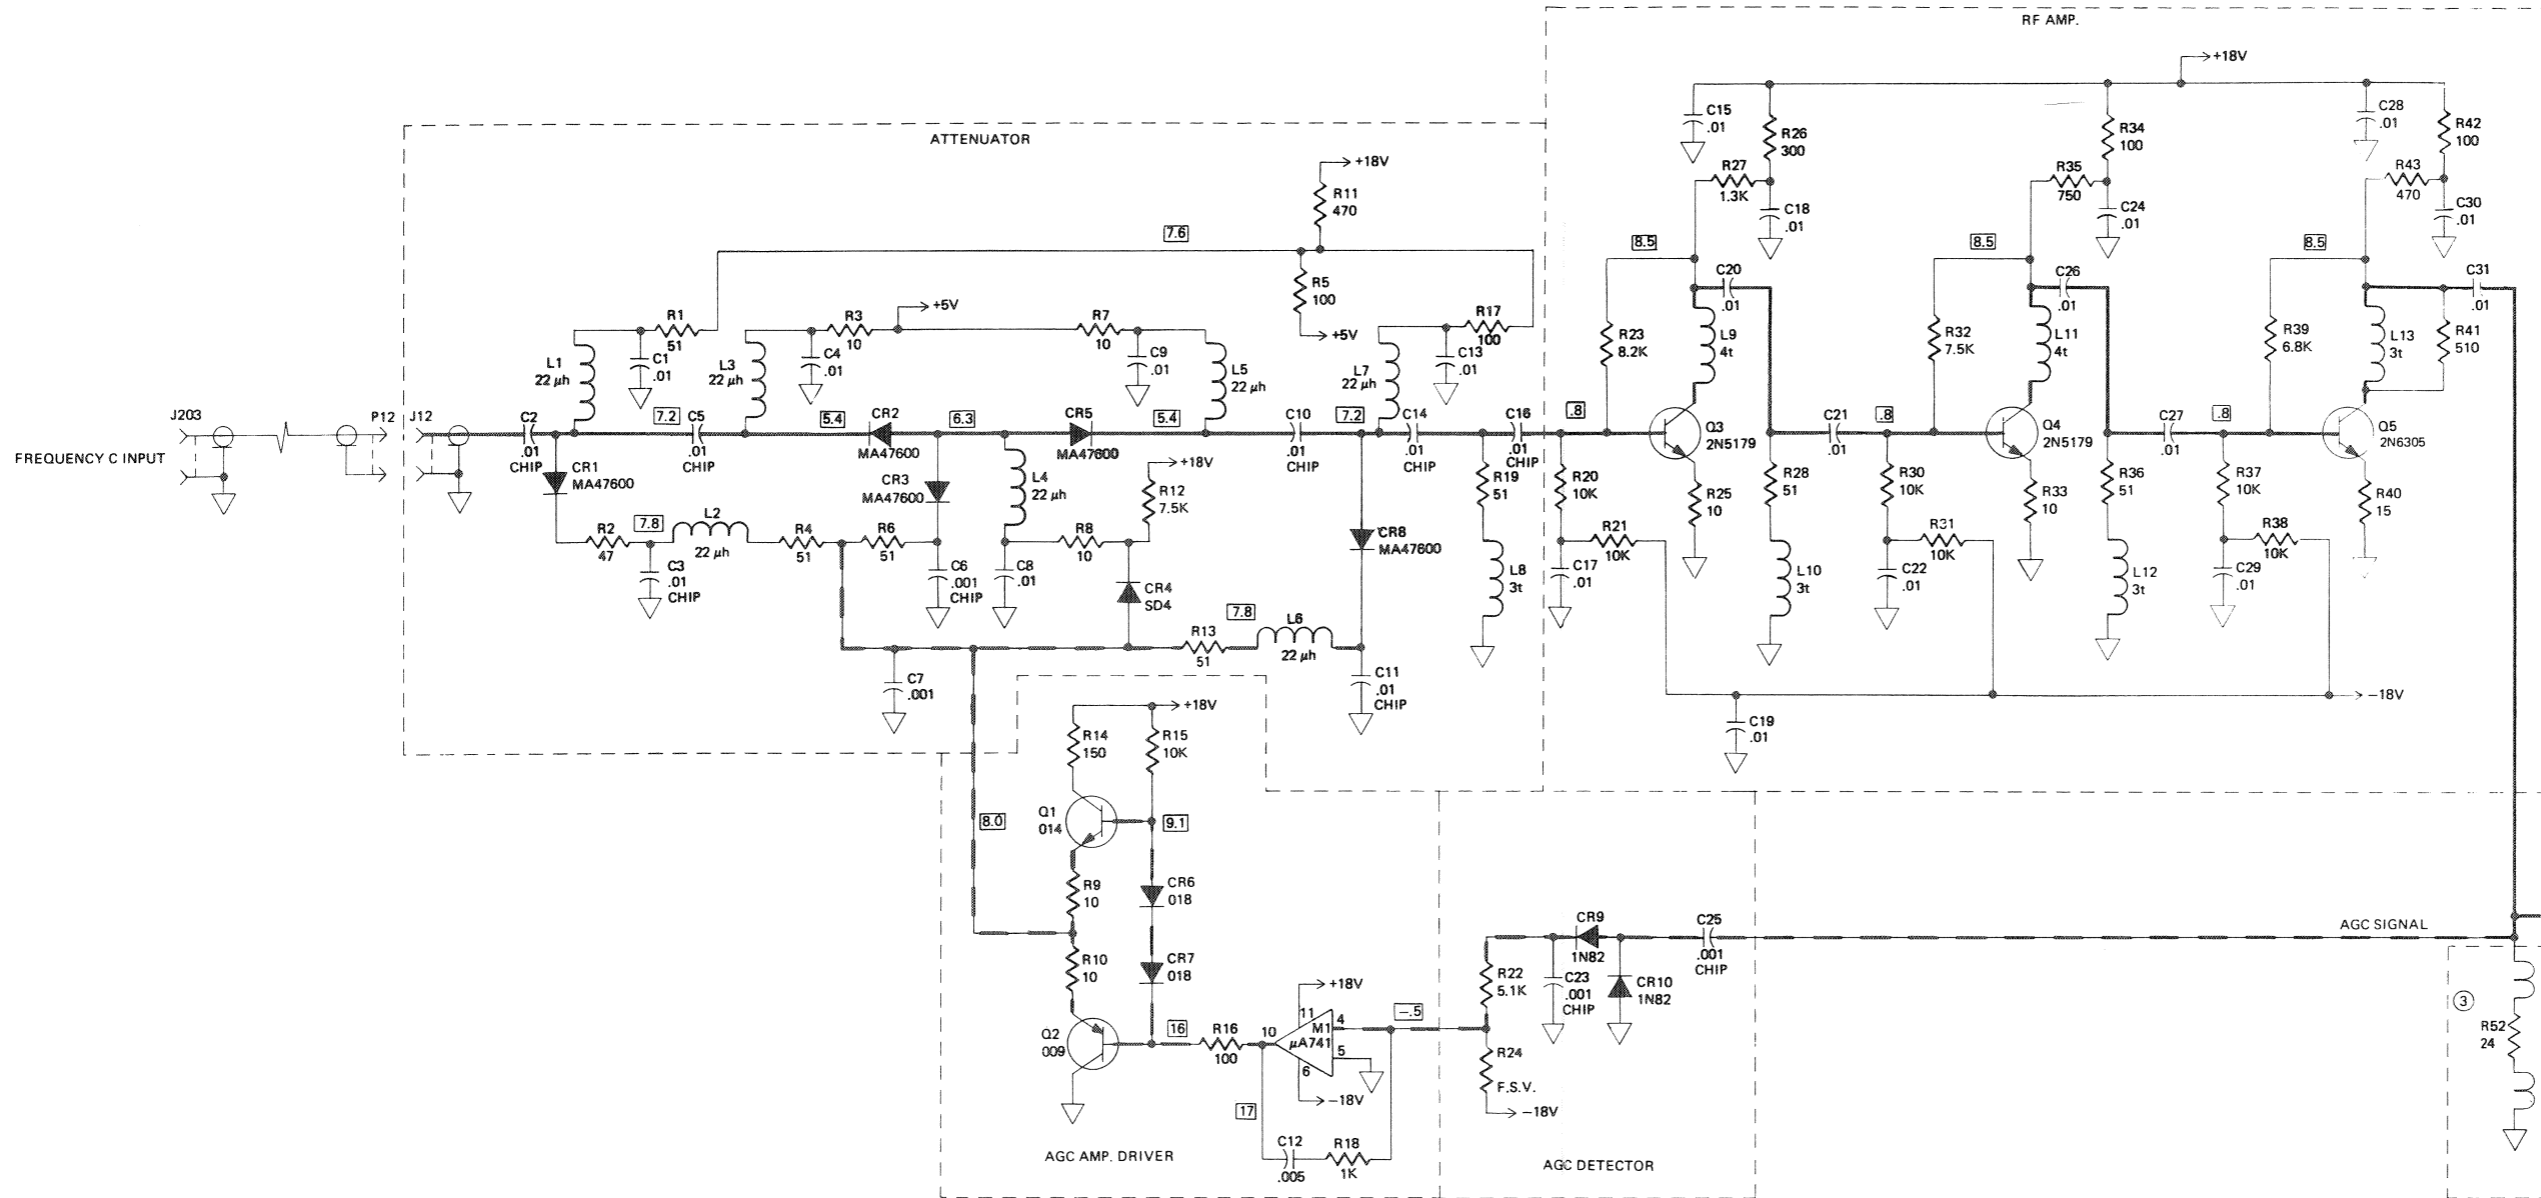 RF AMP.
+18V
C15
.01
R26
300
R34
100
C28
.01
R42
100
R27
1.3K
R35
750
R43
470
C18
.01
C24
.01
C30
.01
8.5
8.5
8.5
C20
.01
C26
.01
C31
.01
R23
8.2K
L9
4t
R32
7.5K
L11
4t
R39
6.8K
L13
3t
R41
510
.8
Q3
2N5179
C21
.01
.8
Q4
2N5179
C27
.01
.8
Q5
2N6305
R20
10K
R25
10
R28
51
R30
10K
R33
10
R36
51
R37
10K
R40
15
R21
10K
R31
10K
R38
10K
C17
.01
L10
3t
C22
.01
L12
3t
C29
.01
-18V
C19
.01
ATTENUATOR
+18V
R11
470
7.6
R5
100
+5V
+5V
R1
51
R3
10
R7
10
R17
100
L1
22 µh
C1
.01
L3
22 µh
C4
.01
C9
.01
L5
22 µh
L7
22 µh
C13
.01
J203
P12
J12
C2
.01
CHIP
7.2
C5
.01
CHIP
5.4
CR2
MA47600
6.3
CR5
MA47600
5.4
C10
.01
CHIP
7.2
C14
.01
C16
.01
CHIP
FREQUENCY C INPUT
CR1
MA47600
CR3
MA47600
L4
22 µh
+18V
R12
7.5K
R19
51
R2
47
7.8
L2
22 µh
R4
51
R6
51
R8
10
CR8
MA47600
C3
.01
CHIP
C6
.001
CHIP
C8
.01
CR4
SD4
L8
3t
7.8
R13
51
L6
22 µh
C7
.001
C11
.01
CHIP
+18V
R14
150
R15
10K
Q1
014
8.0
9.1
R9
10
CR6
018
R10
10
CR7
018
Q2
009
16
R16
100
10
+18V
11
M1
µA741
4
5
6
-18V
-.5
17
C12
.005
R18
1K
AGC AMP. DRIVER
CR9
1N82
C25
.001
CHIP
R22
5.1K
C23
.001
CHIP
CR10
1N82
R24
F.S.V.
-18V
AGC DETECTOR
AGC SIGNAL
3
R52
24